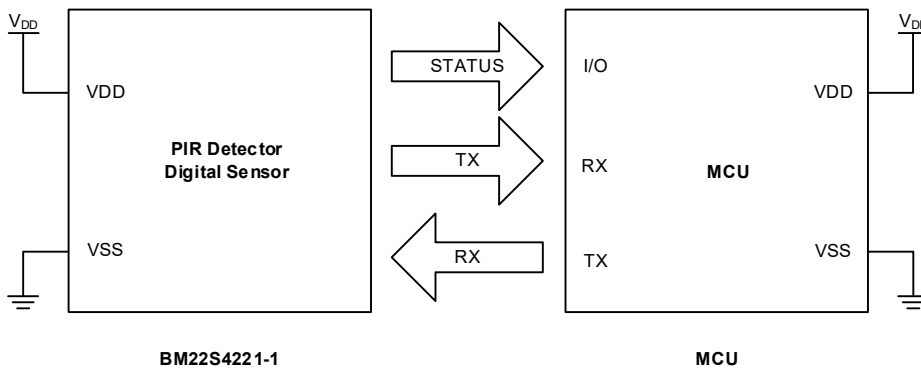 VDD
VDD
STATUS
I/O
VDD
VDD
PIR Detector
Digital Sensor
TX
RX
MCU
VSS
RX
TX
VSS
BM22S4221-1
MCU